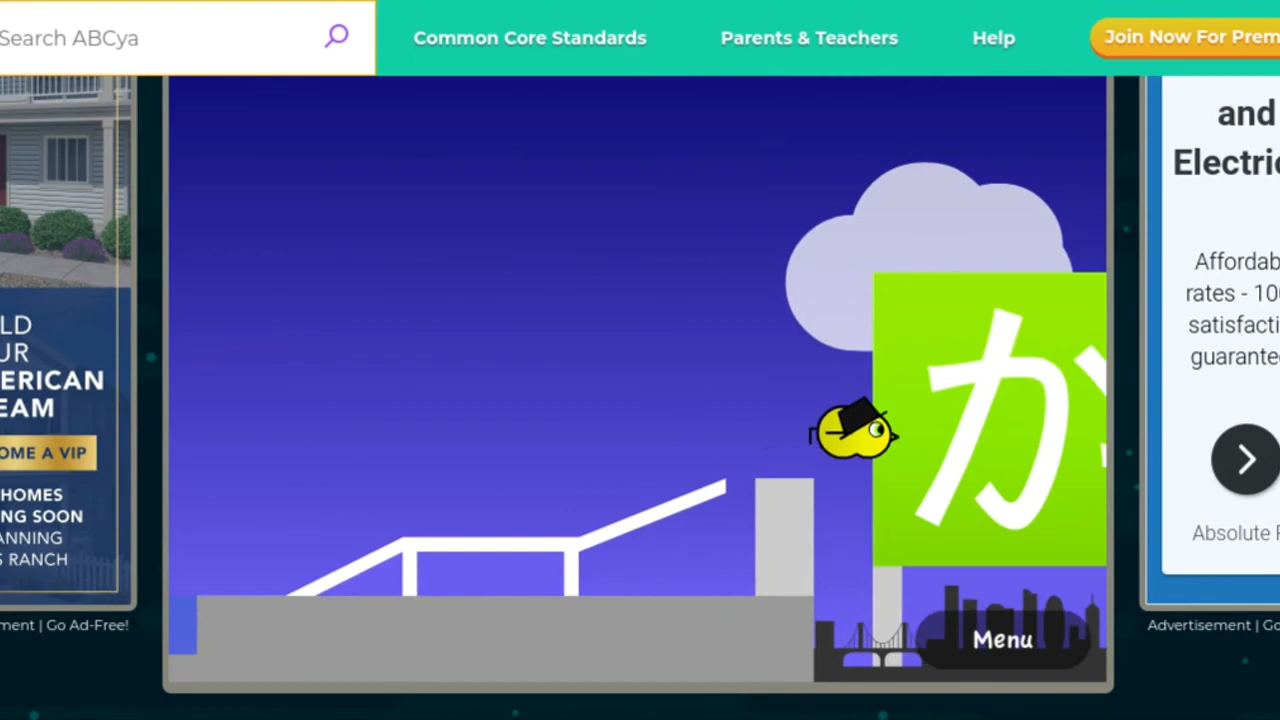 Search ABCya
Common Core Standards
Parents & Teachers
Help
Join Now For Prem
and
Electric
Affordab
rates - 10
satisfacti
guarante
Absolute
LD
UR
ERICAN
EAM
OME A VIP
HOMES
NG SOON
ANNING
S RANCH
が
Menu
ment | Go Ad-Free!
Advertisement | Go